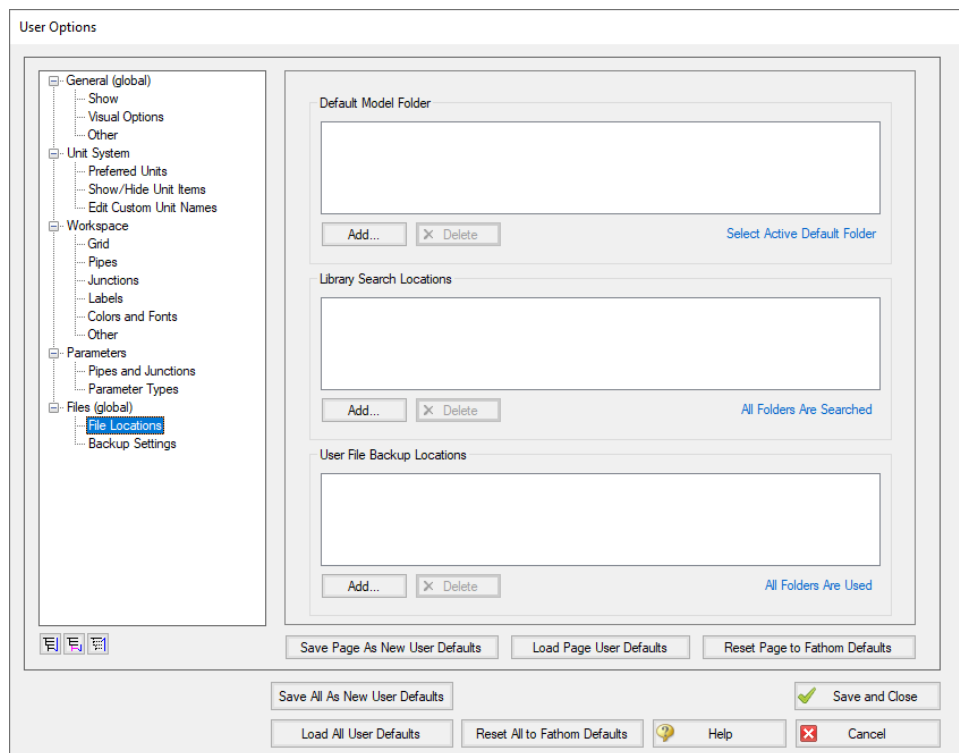 User Options
General (global)
Show
Visual Options
Other
Unit System
Preferred Units
Show/Hide Unit Items
Edit Custom Unit Names
Workspace
Grid
Pipes
Junctions
Labels
Colors and Fonts
Other
Parameters
Pipes and Junctions
Parameter Types
Files (global)
File Locations
Backup Settings
Default Model Folder
Add... Delete Select Active Default Folder
Library Search Locations
Add... Delete All Folders Are Searched
User File Backup Locations
Add... Delete All Folders Are Used
Save Page As New User Defaults Load Page User Defaults Reset Page to Fathom Defaults
Save All As New User Defaults Save and Close
Load All User Defaults Reset All to Fathom Defaults Help Cancel